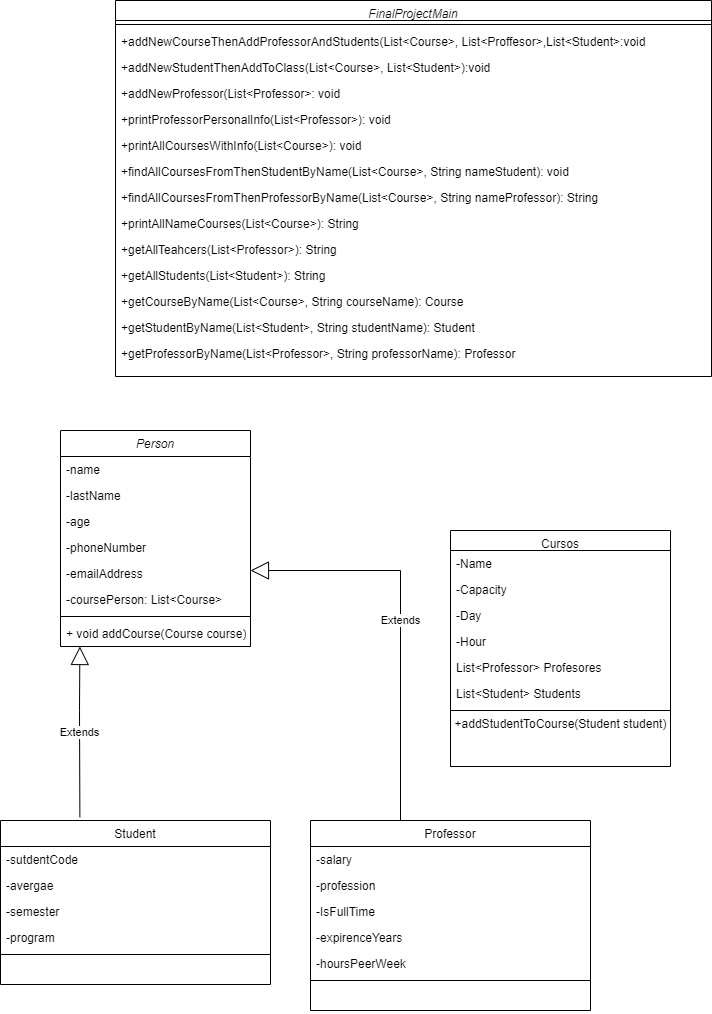 FinalProjectMain
+addNewCourseThenAddProfessorAndStudents(List<Course>, List<Proffesor>,List<Student>:void
+addNewStudentThenAddToClass(List<Course>, List<Student>):void
+addNewProfessor(List<Professor>: void
+printProfessorPersonalInfo(List<Professor>): void
+printAllCoursesWithInfo(List<Course>): void
+findAllCoursesFromThenStudentByName(List<Course>, String nameStudent): void
+findAllCoursesFromThenProfessorByName(List<Course>, String nameProfessor): String
+printAllNameCourses(List<Course>): String
+getAllTeahcers(List<Professor>): String
+getAllStudents(List<Student>): String
+getCourseByName(List<Course>, String courseName): Course
+getStudentByName(List<Student>, String studentName): Student
+getProfessorByName(List<Professor>, String professorName): Professor
Person
-name
-lastName
-age
-phoneNumber
-emailAddress
-coursePerson: List<Course>
+ void addCourse(Course course)
Cursos
-Name
-Capacity
-Day
-Hour
List<Professor> Profesores
List<Student> Students
+addStudentToCourse(Student student)
Extends
Extends
Student
-sutdentCode
-avergae
-semester
-program
Professor
-salary
-profession
-IsFullTime
-expirenceYears
-hoursPeerWeek